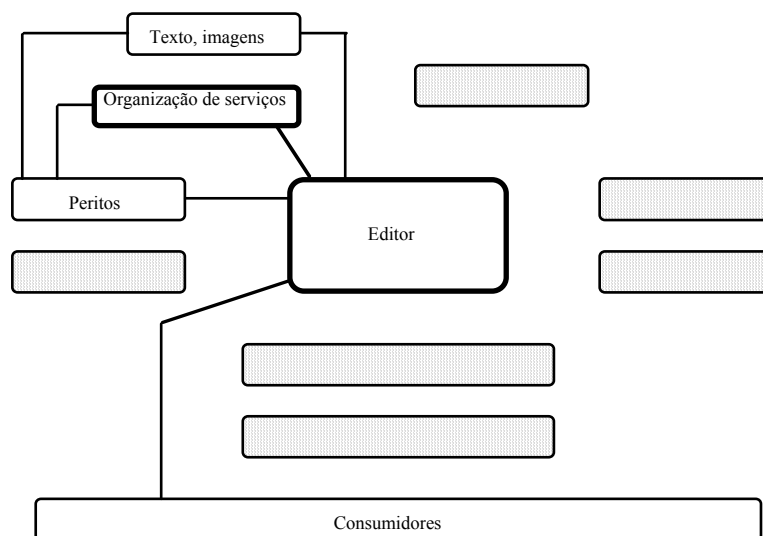 Texto, imagens
Organização de serviços
Peritos
Editor
Consumidores